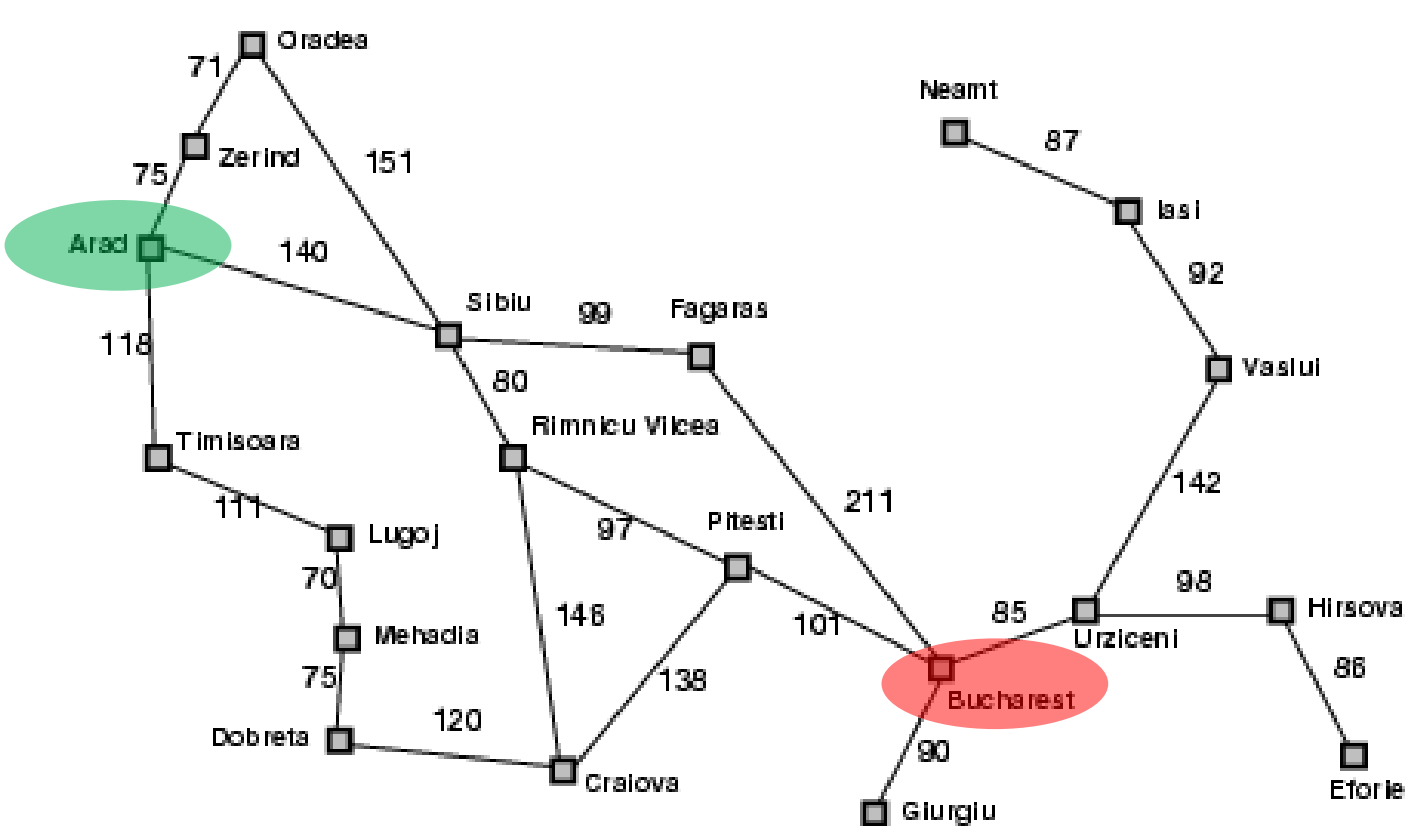 Oradea
71
Neamt
87
Zerind
151
75
Iasi
Arad
140
92
Sibiu
99
Fagaras
118
80
Vaslui
Rimnicu Vilcea
Timisoara
142
111
211
Pitesti
Lugoj
97
70
98
146
85
Hirsova
Mehadia
101
Urziceni
75
138
86
Bucharest
120
Dobreta
90
Craiova
Eforie
Giurgiu